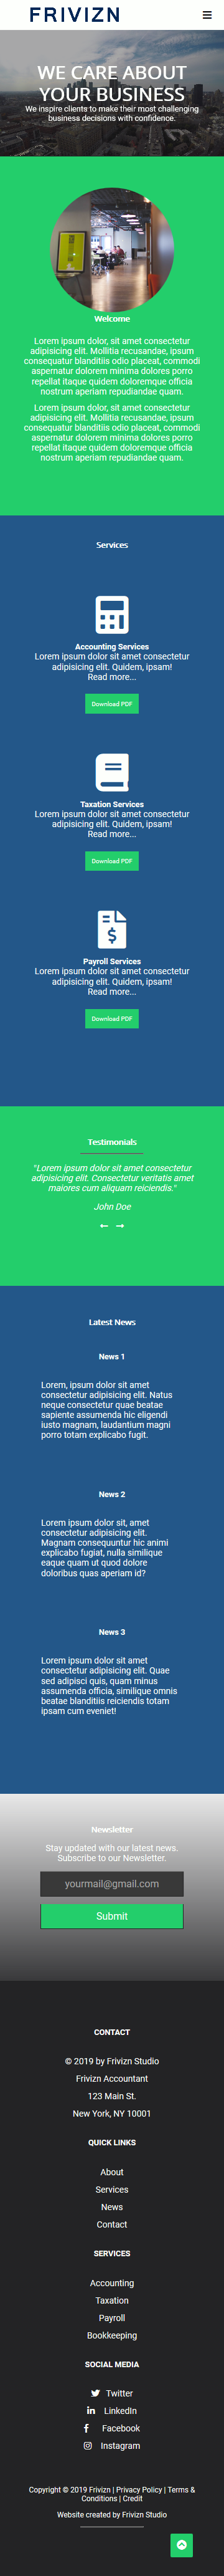 FRIVIZN
WE CARE ABOUT
YOUR BUSINESS
We inspire clients to make their most challenging
business decisions with confidence.
Welcome
Lorem ipsum dolor, sit amet consectetur
adipisicing elit. Mollitia recusandae, ipsum
consequatur blanditiis odio placeat, commodi
aspernatur dolorem minima dolores porro
repellat itaque quidem doloremque officia
nostrum aperiam repudiandae quam.
Lorem ipsum dolor, sit amet consectetur
adipisicing elit. Mollitia recusandae, ipsum
consequatur blanditiis odio placeat, commodi
aspernatur dolorem minima dolores porro
repellat itaque quidem doloremque officia
nostrum aperiam repudiandae quam.
Services
Accounting Services
Lorem ipsum dolor sit amet consectetur
adipisicing elit. Quidem, ipsam!
Read more...
Download PDF
Taxation Services
Lorem ipsum dolor sit amet consectetur
adipisicing elit. Quidem, ipsam!
Read more...
Download PDF
Payroll Services
Lorem ipsum dolor sit amet consectetur
adipisicing elit. Quidem, ipsam!
Read more...
Download PDF
Testimonials
"Lorem ipsum dolor sit amet consectetur
adipisicing elit. Consectetur veritatis amet
maiores cum aliquam reiciendis."
John Doe
Latest News
News 1
Lorem, ipsum dolor sit amet
consectetur adipisicing elit. Natus
neque consectetur quae beatae
sapiente assumenda hic eligendi
iusto magnam, laudantium magni
porro totam explicabo fugit.
News 2
Lorem ipsum dolor sit, amet
consectetur adipisicing elit.
Magnam consequuntur hic animi
explicabo fugiat, nulla similique
eaque quam ut quod dolore
doloribus quas aperiam id?
News 3
Lorem ipsum dolor sit amet
consectetur adipisicing elit. Quae
sed adipisci quis, quam minus
assumenda officia, similique omnis
beatae blanditiis reiciendis totam
ipsam cum eveniet!
Newsletter
Stay updated with our latest news.
Suscribe to our Newsletter.
yourmail@gmail.com
Submit
CONTACT
© 2019 by Frivizn Studio
Frivizn Accountant
123 Main St.
New York, NY 10001
QUICK LINKS
About
Services
News
Contact
SERVICES
Accounting
Taxation
Payroll
Bookkeeping
SOCIAL MEDIA
Twitter
LinkedIn
Facebook
Instagram
Copyright © 2019 Frivizn | Privacy Policy | Terms &
Conditions | Credit
Website created by Frivizn Studio